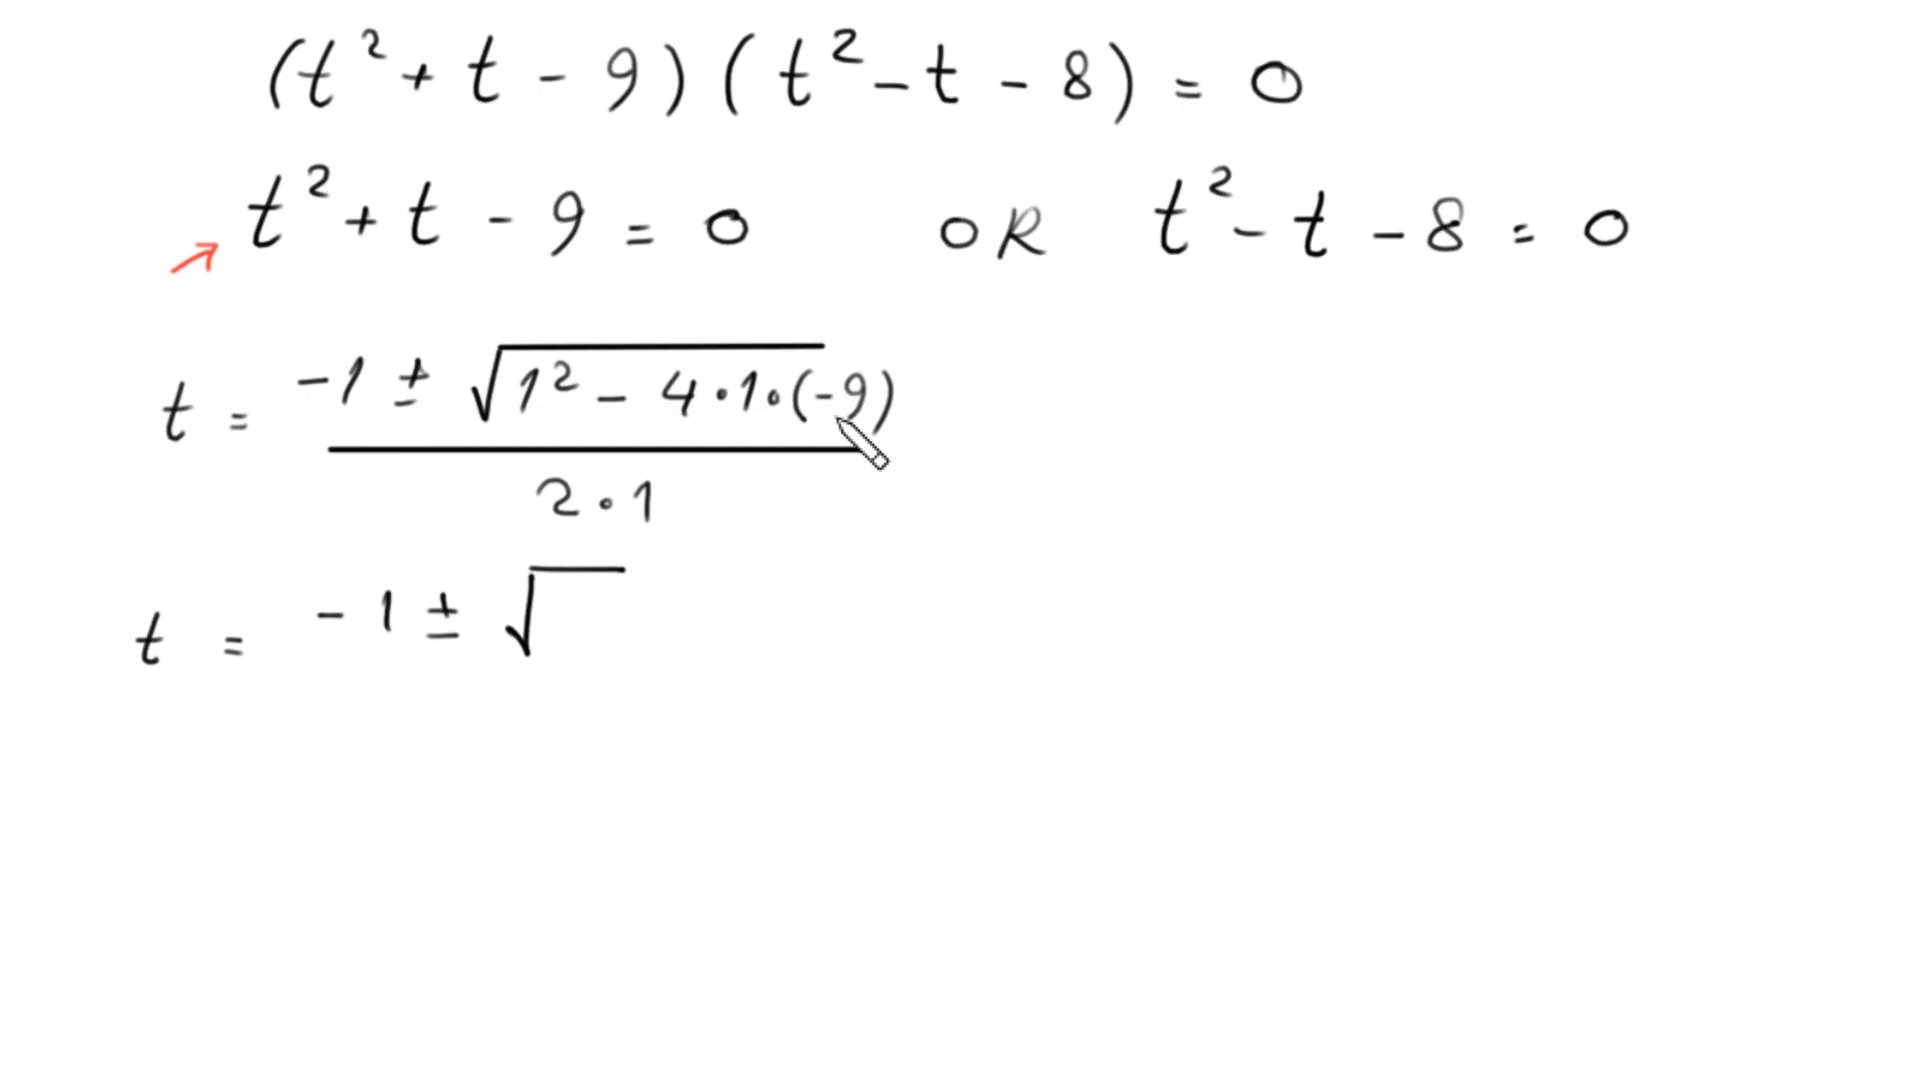 (t² + t - 9) (t² - t - 8) = 0
t² + t - 9 = 0 OR t² - t - 8 = 0
t = (-1 ± √(1² - 4·1·(-9))) / (2·1)
t = -1 ± √